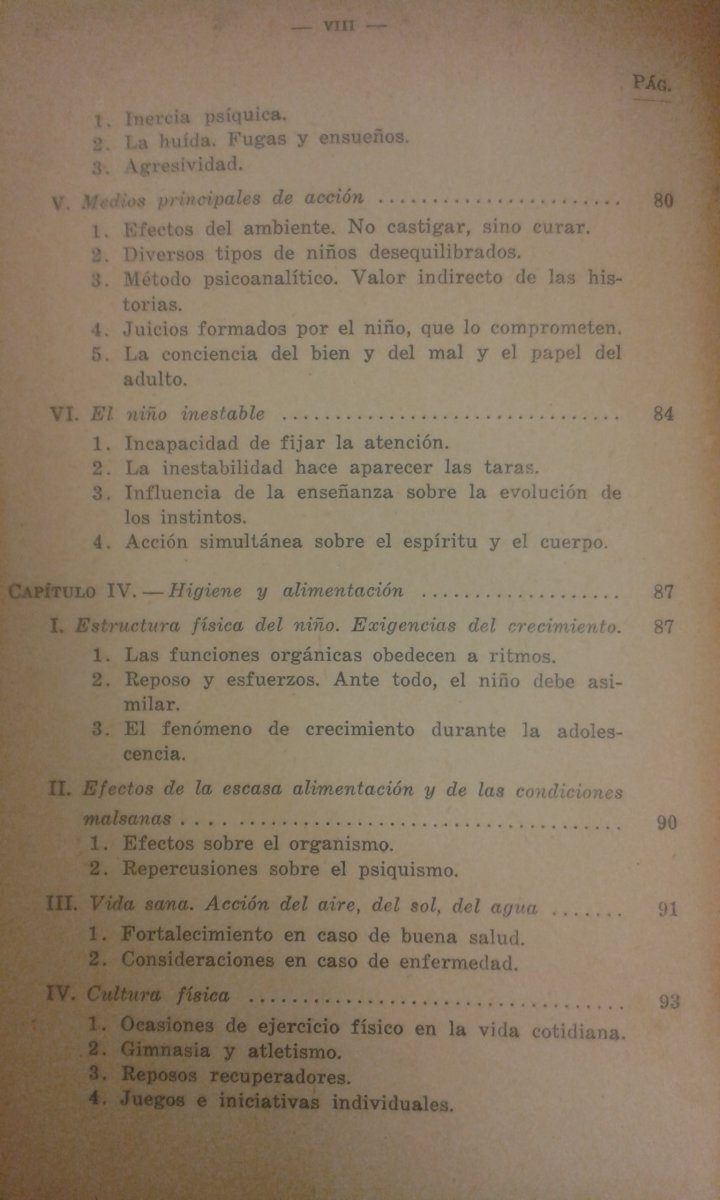 — VIII —
PÁG.
1. Inercia psíquica.
2. La huída. Fugas y ensueños.
3. Agresividad.
V. Medios principales de acción ....................... 80
1. Efectos del ambiente. No castigar, sino curar.
2. Diversos tipos de niños desequilibrados.
3. Método psicoanalítico. Valor indirecto de las his-
torias.
4. Juicios formados por el niño, que lo comprometen.
5. La conciencia del bien y del mal y el papel del
adulto.
VI. El niño inestable ................................ 84
1. Incapacidad de fijar la atención.
2. La inestabilidad hace aparecer las taras.
3. Influencia de la enseñanza sobre la evolución de
los instintos.
4. Acción simultánea sobre el espíritu y el cuerpo.
CAPÍTULO IV. — Higiene y alimentación ................... 87
I. Estructura física del niño. Exigencias del crecimiento. 87
1. Las funciones orgánicas obedecen a ritmos.
2. Reposo y esfuerzos. Ante todo, el niño debe asi-
milar.
3. El fenómeno de crecimiento durante la adoles-
cencia.
II. Efectos de la escasa alimentación y de las condiciones
malsanas ........................................ 90
1. Efectos sobre el organismo.
2. Repercusiones sobre el psiquismo.
III. Vida sana. Acción del aire, del sol, del agua ....... 91
1. Fortalecimiento en caso de buena salud.
2. Consideraciones en caso de enfermedad.
IV. Cultura física ................................... 93
1. Ocasiones de ejercicio físico en la vida cotidiana.
2. Gimnasia y atletismo.
3. Reposos recuperadores.
4. Juegos e iniciativas individuales.